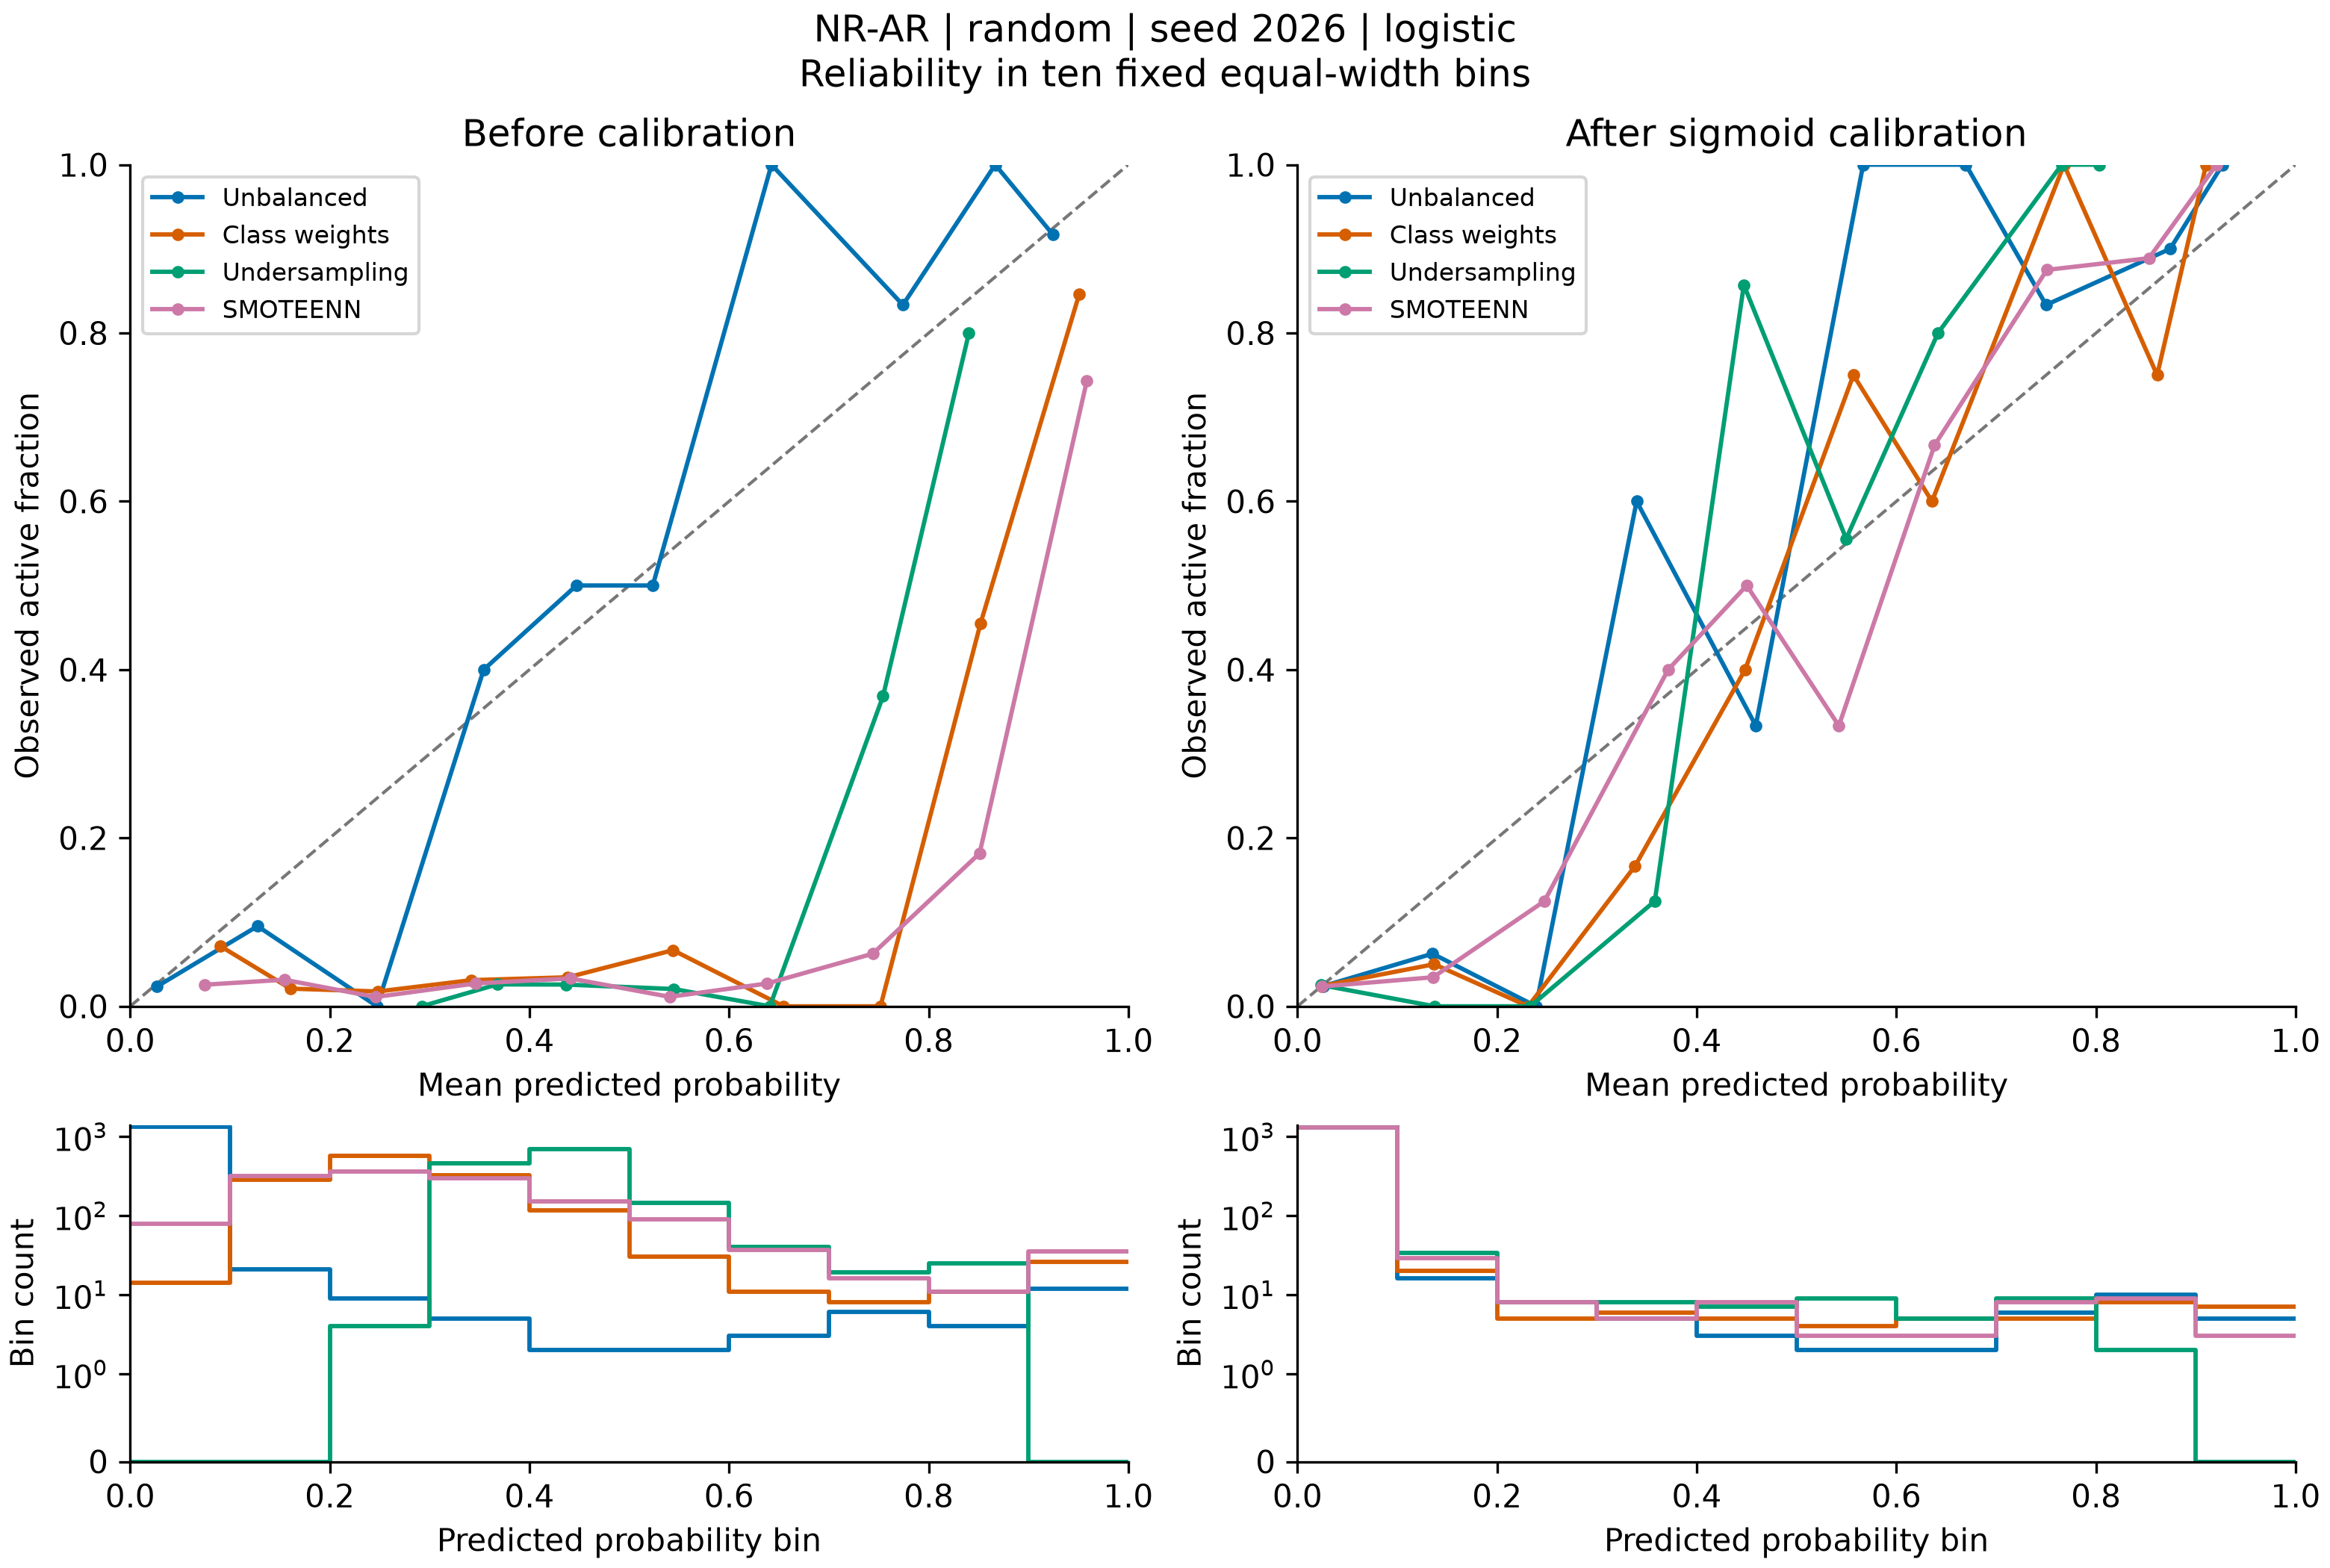 NR-AR | random | seed 2026 | logistic
Reliability in ten fixed equal-width bins
Before calibration
1.0
0.8
0.6
0.4
0.2
0.0
Observed active fraction
Unbalanced
Class weights
Undersampling
SMOTEENN
0.0 0.2 0.4 0.6 0.8 1.0
Mean predicted probability
10³
10²
10¹
10⁰
0
Bin count
0.0 0.2 0.4 0.6 0.8 1.0
Predicted probability bin
After sigmoid calibration
1.0
0.8
0.6
0.4
0.2
0.0
Observed active fraction
Unbalanced
Class weights
Undersampling
SMOTEENN
0.0 0.2 0.4 0.6 0.8 1.0
Mean predicted probability
10³
10²
10¹
10⁰
0
Bin count
0.0 0.2 0.4 0.6 0.8 1.0
Predicted probability bin